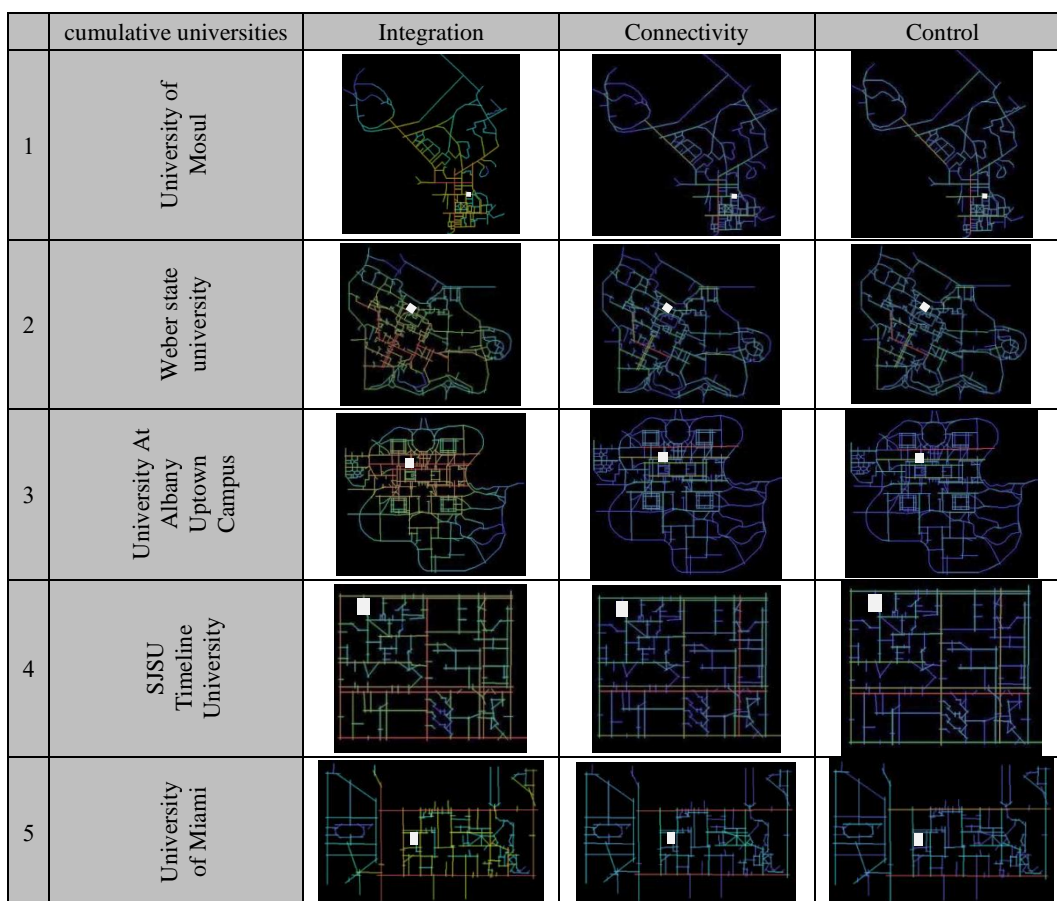 cumulative universities
Integration
Connectivity
Control
1
University of
Mosul
2
Weber state
university
3
University At
Albany
Uptown
Campus
4
SJSU
Timeline
University
5
University
of Miami